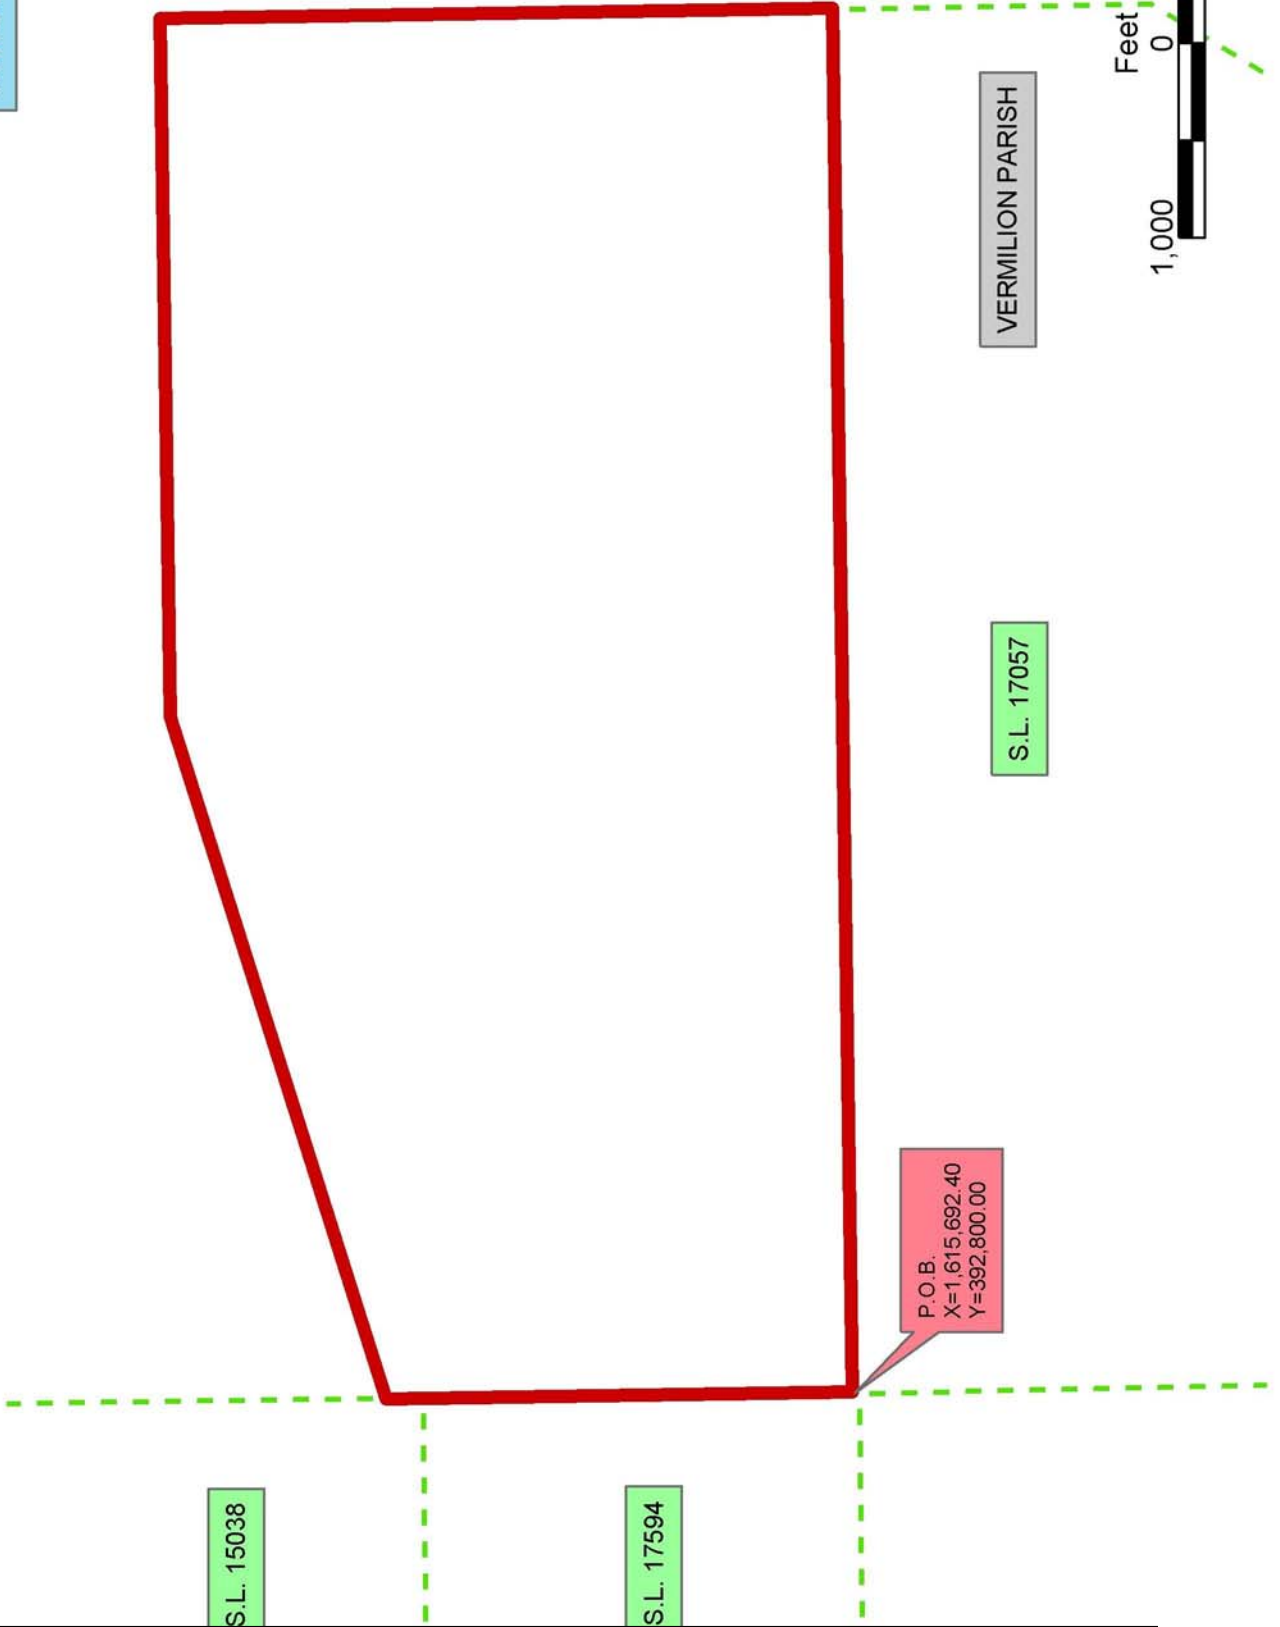 S.L. 15038
S.L. 17594
P.O.B.
X=1,615,692.40
Y=392,800.00
S.L. 17057
VERMILION PARISH
Feet
1,000
0